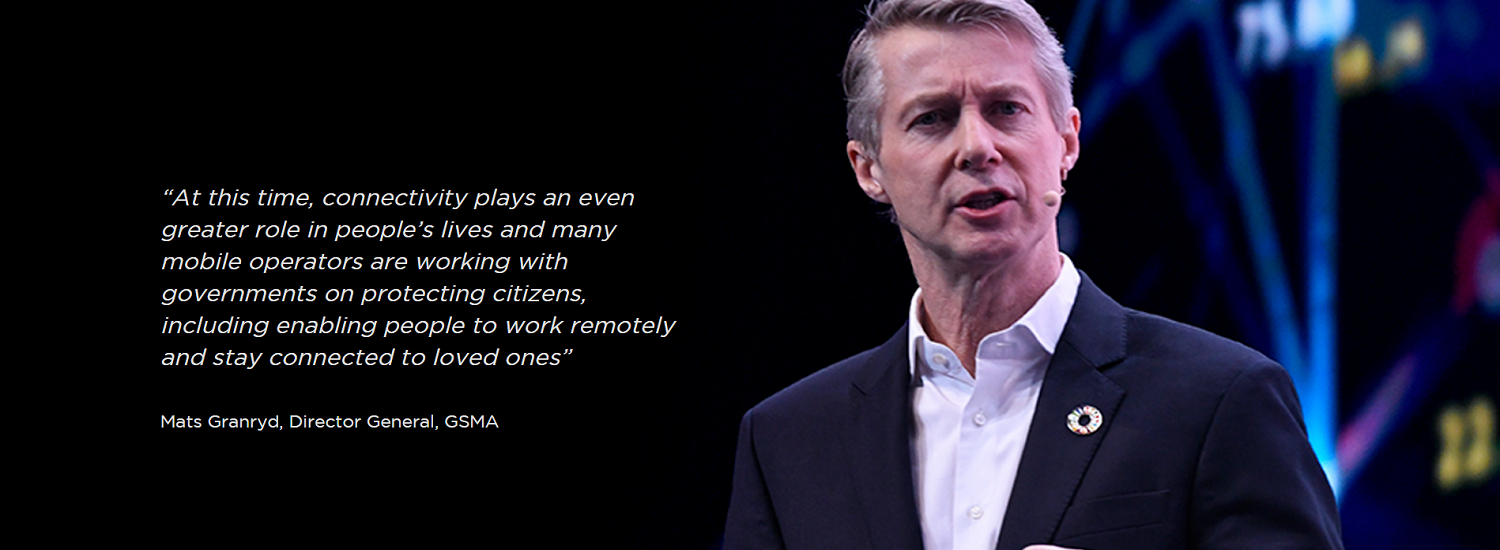 “At this time, connectivity plays an even
greater role in people’s lives and many
mobile operators are working with
governments on protecting citizens,
including enabling people to work remotely
and stay connected to loved ones”
Mats Granryd, Director General, GSMA